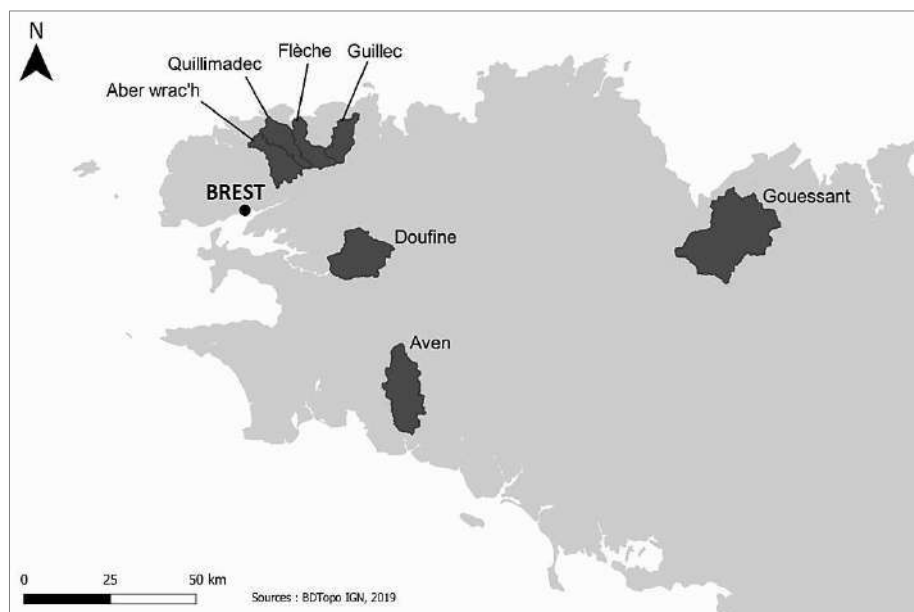 N
Flèche
Guillec
Quillimadec
Aber wrac'h
BREST
Gouessant
Doufine
Aven
0 25 50 km
Sources : BDTopo IGN, 2019